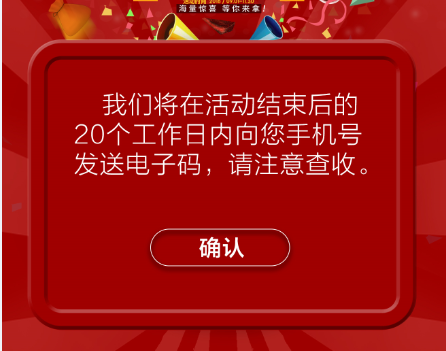 海量惊喜 等你来拿!
我们将在活动结束后的
20个工作日内向您手机号
发送电子码，请注意查收。
确认